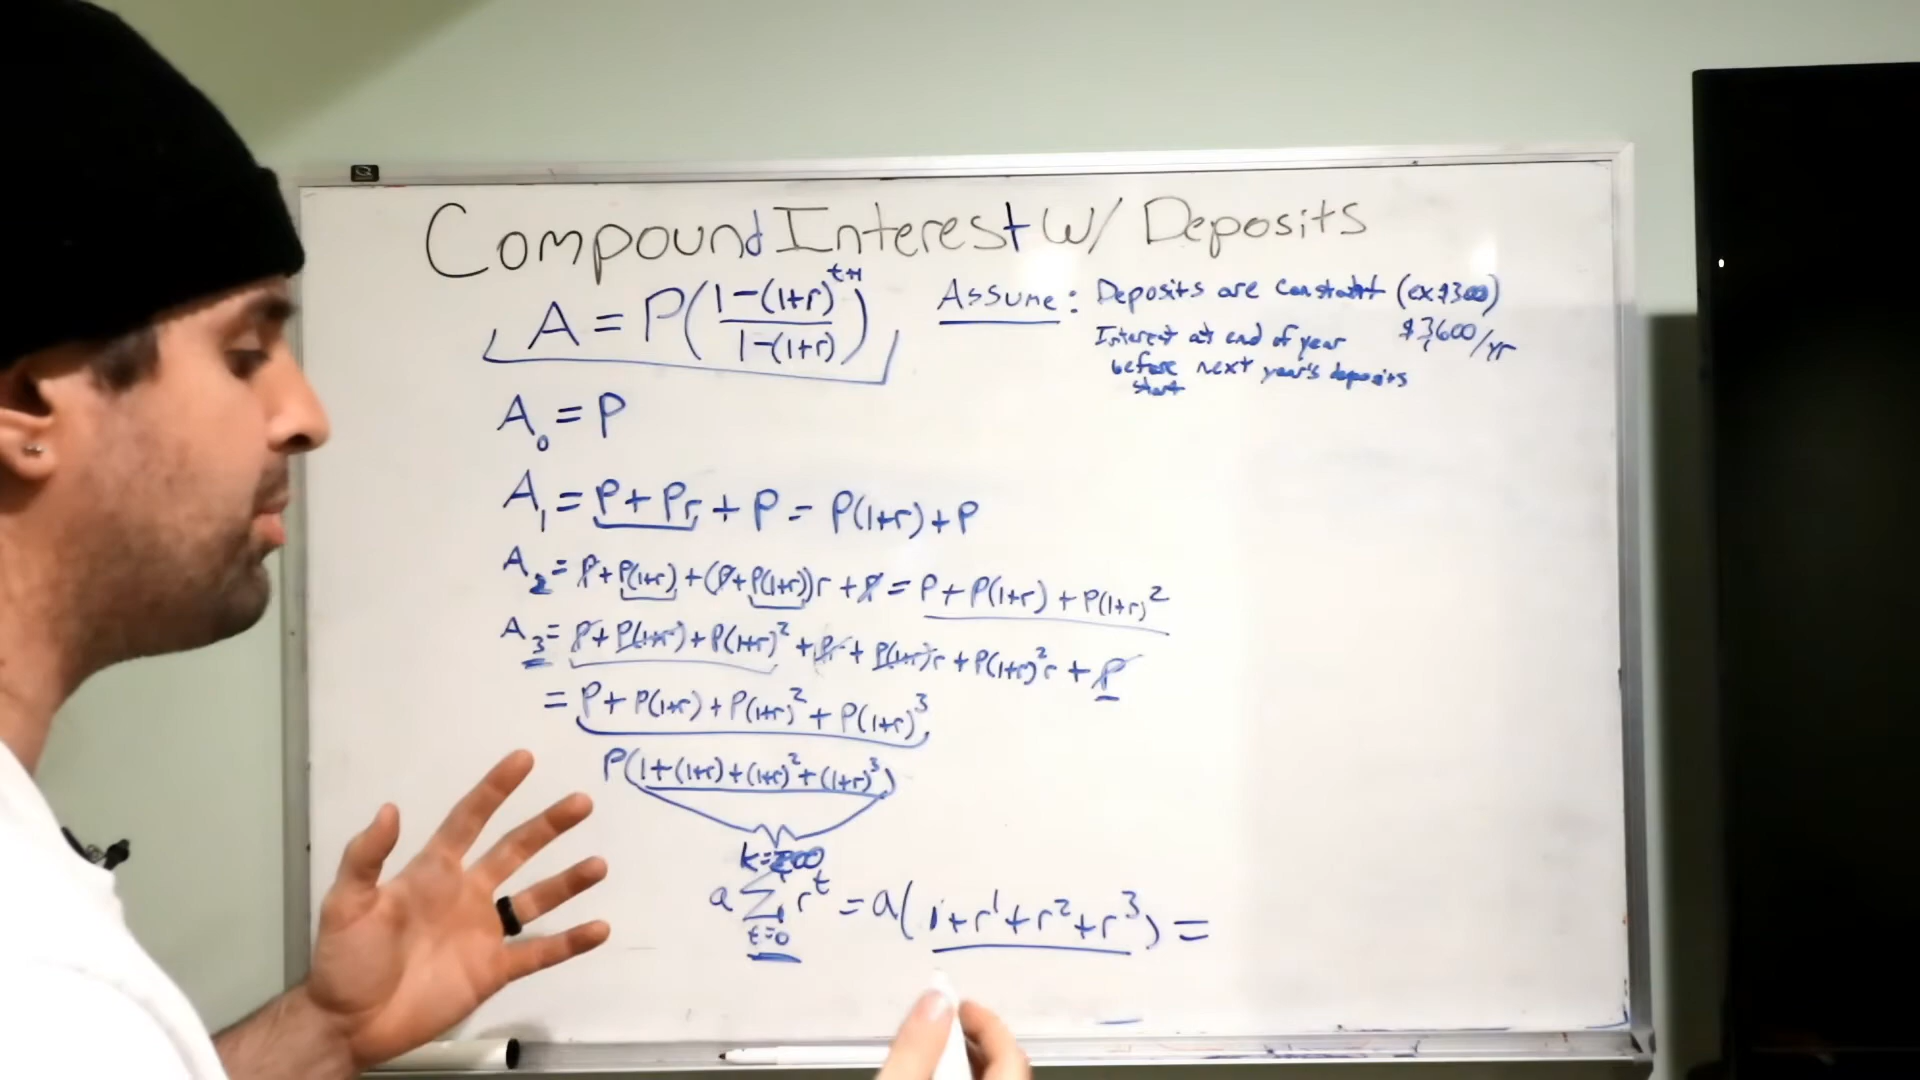 Compound Interest w/ Deposits
A = P((1-(1+r)^t+1)/(1-(1+r)))
Assume: Deposits are constant (ex $300)
$3600/yr
Interest at end of year
before next year's deposits
start
A₀ = P
A₁ = P + Pr + P = P(1+r) + P
A₂ = P + P(1+r) + (P + P(1+r))r + P = P + P(1+r) + P(1+r)²
A₃ = P + P(1+r) + P(1+r)² + Pr + P(1+r)r + P(1+r)²r + P
= P + P(1+r) + P(1+r)² + P(1+r)³
P(1+(1+r)+(1+r)²+(1+r)³)
a Σ r^t = a(1+r¹+r²+r³) =
t=0